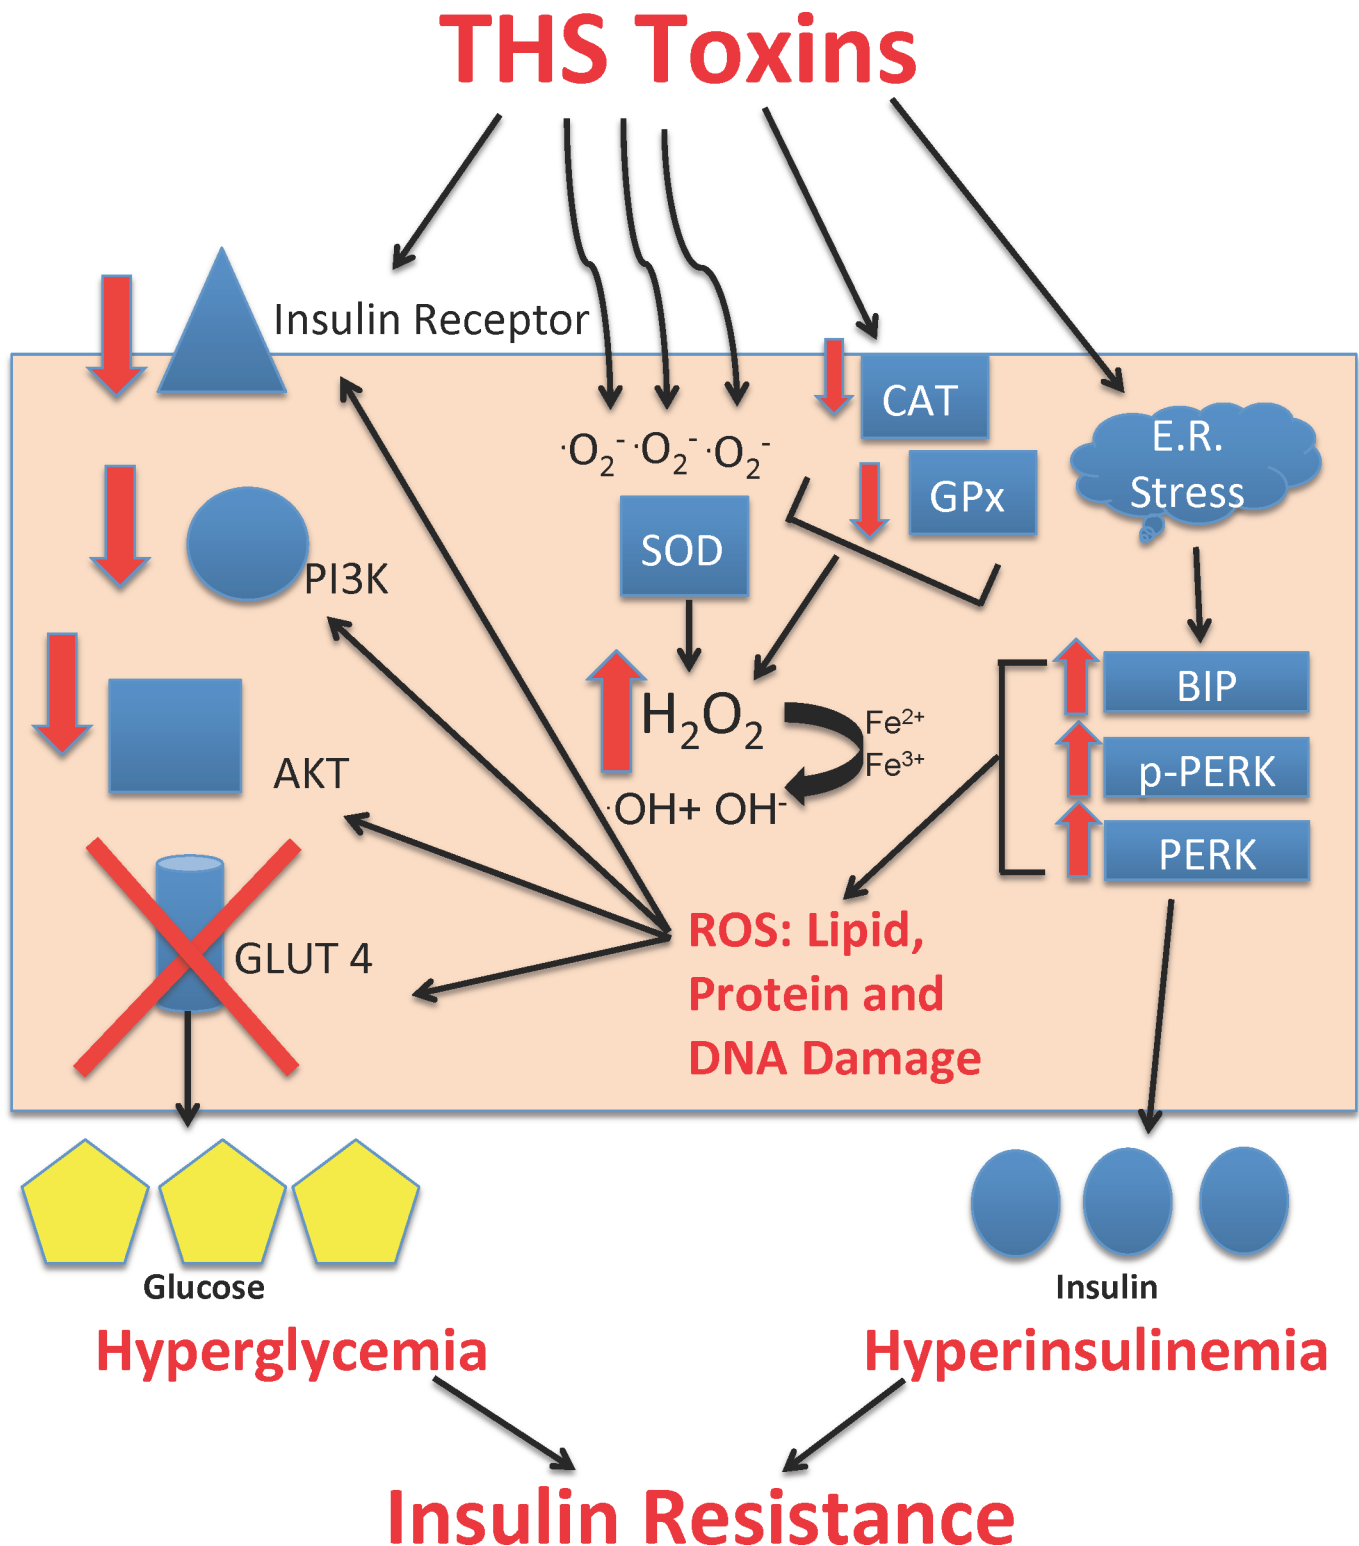 THS Toxins
Insulin Receptor
·O₂⁻ ·O₂⁻ ·O₂⁻
CAT
GPx
E.R.
Stress
SOD
PI3K
H₂O₂
Fe²⁺
Fe³⁺
·OH+ OH⁻
BIP
p-PERK
PERK
AKT
GLUT 4
ROS: Lipid,
Protein and
DNA Damage
Glucose
Insulin
Hyperglycemia
Hyperinsulinemia
Insulin Resistance